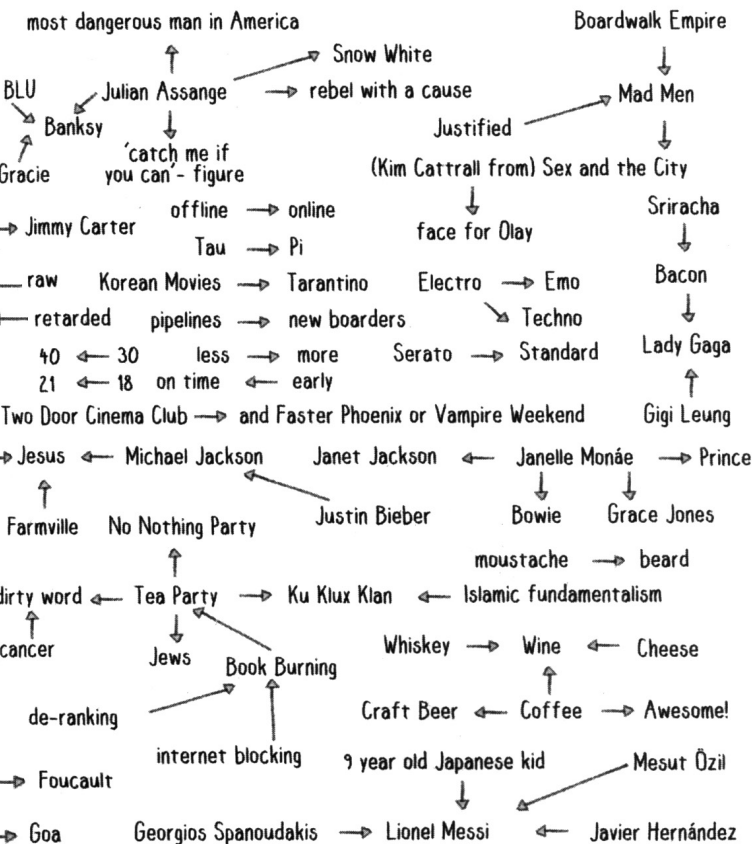 most dangerous man in America
Boardwalk Empire
Snow White
BLU
Julian Assange
rebel with a cause
Mad Men
Banksy
Justified
'catch me if
you can'- figure
Gracie
(Kim Cattrall from) Sex and the City
offline
online
Sriracha
Jimmy Carter
face for Olay
Tau
Pi
raw
Korean Movies
Tarantino
Electro
Emo
Bacon
retarded
pipelines
new boarders
Techno
40
30
less
more
Serato
Standard
Lady Gaga
21
18
on time
early
Two Door Cinema Club
and Faster Phoenix or Vampire Weekend
Gigi Leung
Jesus
Michael Jackson
Janet Jackson
Janelle Monáe
Prince
Farmville
No Nothing Party
Justin Bieber
Bowie
Grace Jones
moustache
beard
dirty word
Tea Party
Ku Klux Klan
Islamic fundamentalism
cancer
Jews
Book Burning
Whiskey
Wine
Cheese
de-ranking
Craft Beer
Coffee
Awesome!
internet blocking
9 year old Japanese kid
Mesut Özil
Foucault
Goa
Georgios Spanoudakis
Lionel Messi
Javier Hernández